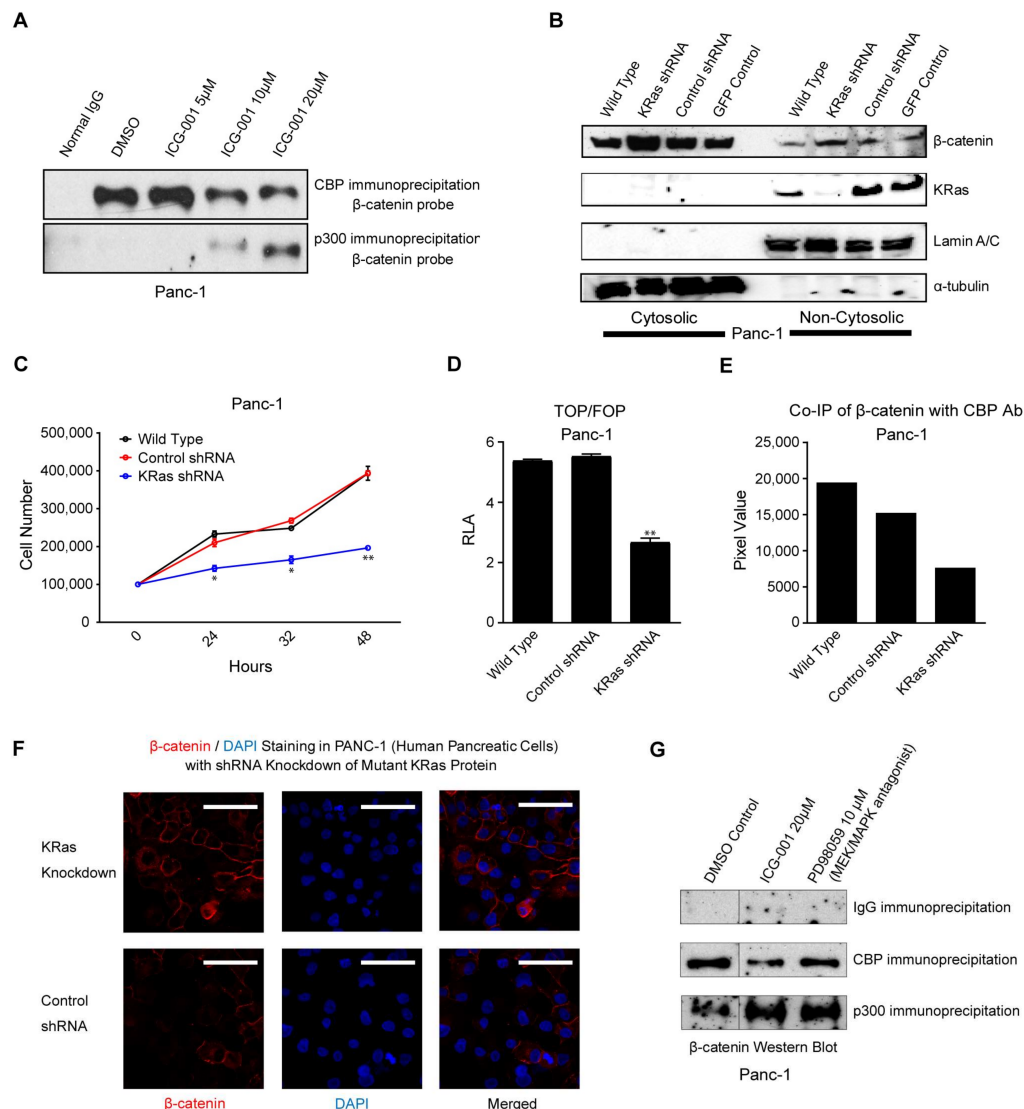 A
Normal IgG
DMSO
ICG-001 5µM
ICG-001 10µM
ICG-001 20µM
CBP immunoprecipitation
β-catenin probe
p300 immunoprecipitation
β-catenin probe
Panc-1
B
Wild Type
KRas shRNA
Control shRNA
GFP Control
Wild Type
KRas shRNA
Control shRNA
GFP Control
β-catenin
KRas
Lamin A/C
α-tubulin
Cytosolic
Panc-1
Non-Cytosolic
C
Panc-1
500,000
400,000
300,000
200,000
100,000
0
Cell Number
Wild Type
Control shRNA
KRas shRNA
*
*
**
0
24
32
48
Hours
D
TOP/FOP
Panc-1
6
4
2
0
RLA
**
Wild Type
Control shRNA
KRas shRNA
E
Co-IP of β-catenin with CBP Ab
Panc-1
25,000
20,000
15,000
10,000
5,000
0
Pixel Value
Wild Type
Control shRNA
KRas shRNA
F
β-catenin / DAPI Staining in PANC-1 (Human Pancreatic Cells)
with shRNA Knockdown of Mutant KRas Protein
KRas
Knockdown
Control
shRNA
β-catenin
DAPI
Merged
G
DMSO Control
ICG-001 20µM
PD98059 10 µM
(MEK/MAPK antagonist)
IgG immunoprecipitation
CBP immunoprecipitation
p300 immunoprecipitation
β-catenin Western Blot
Panc-1